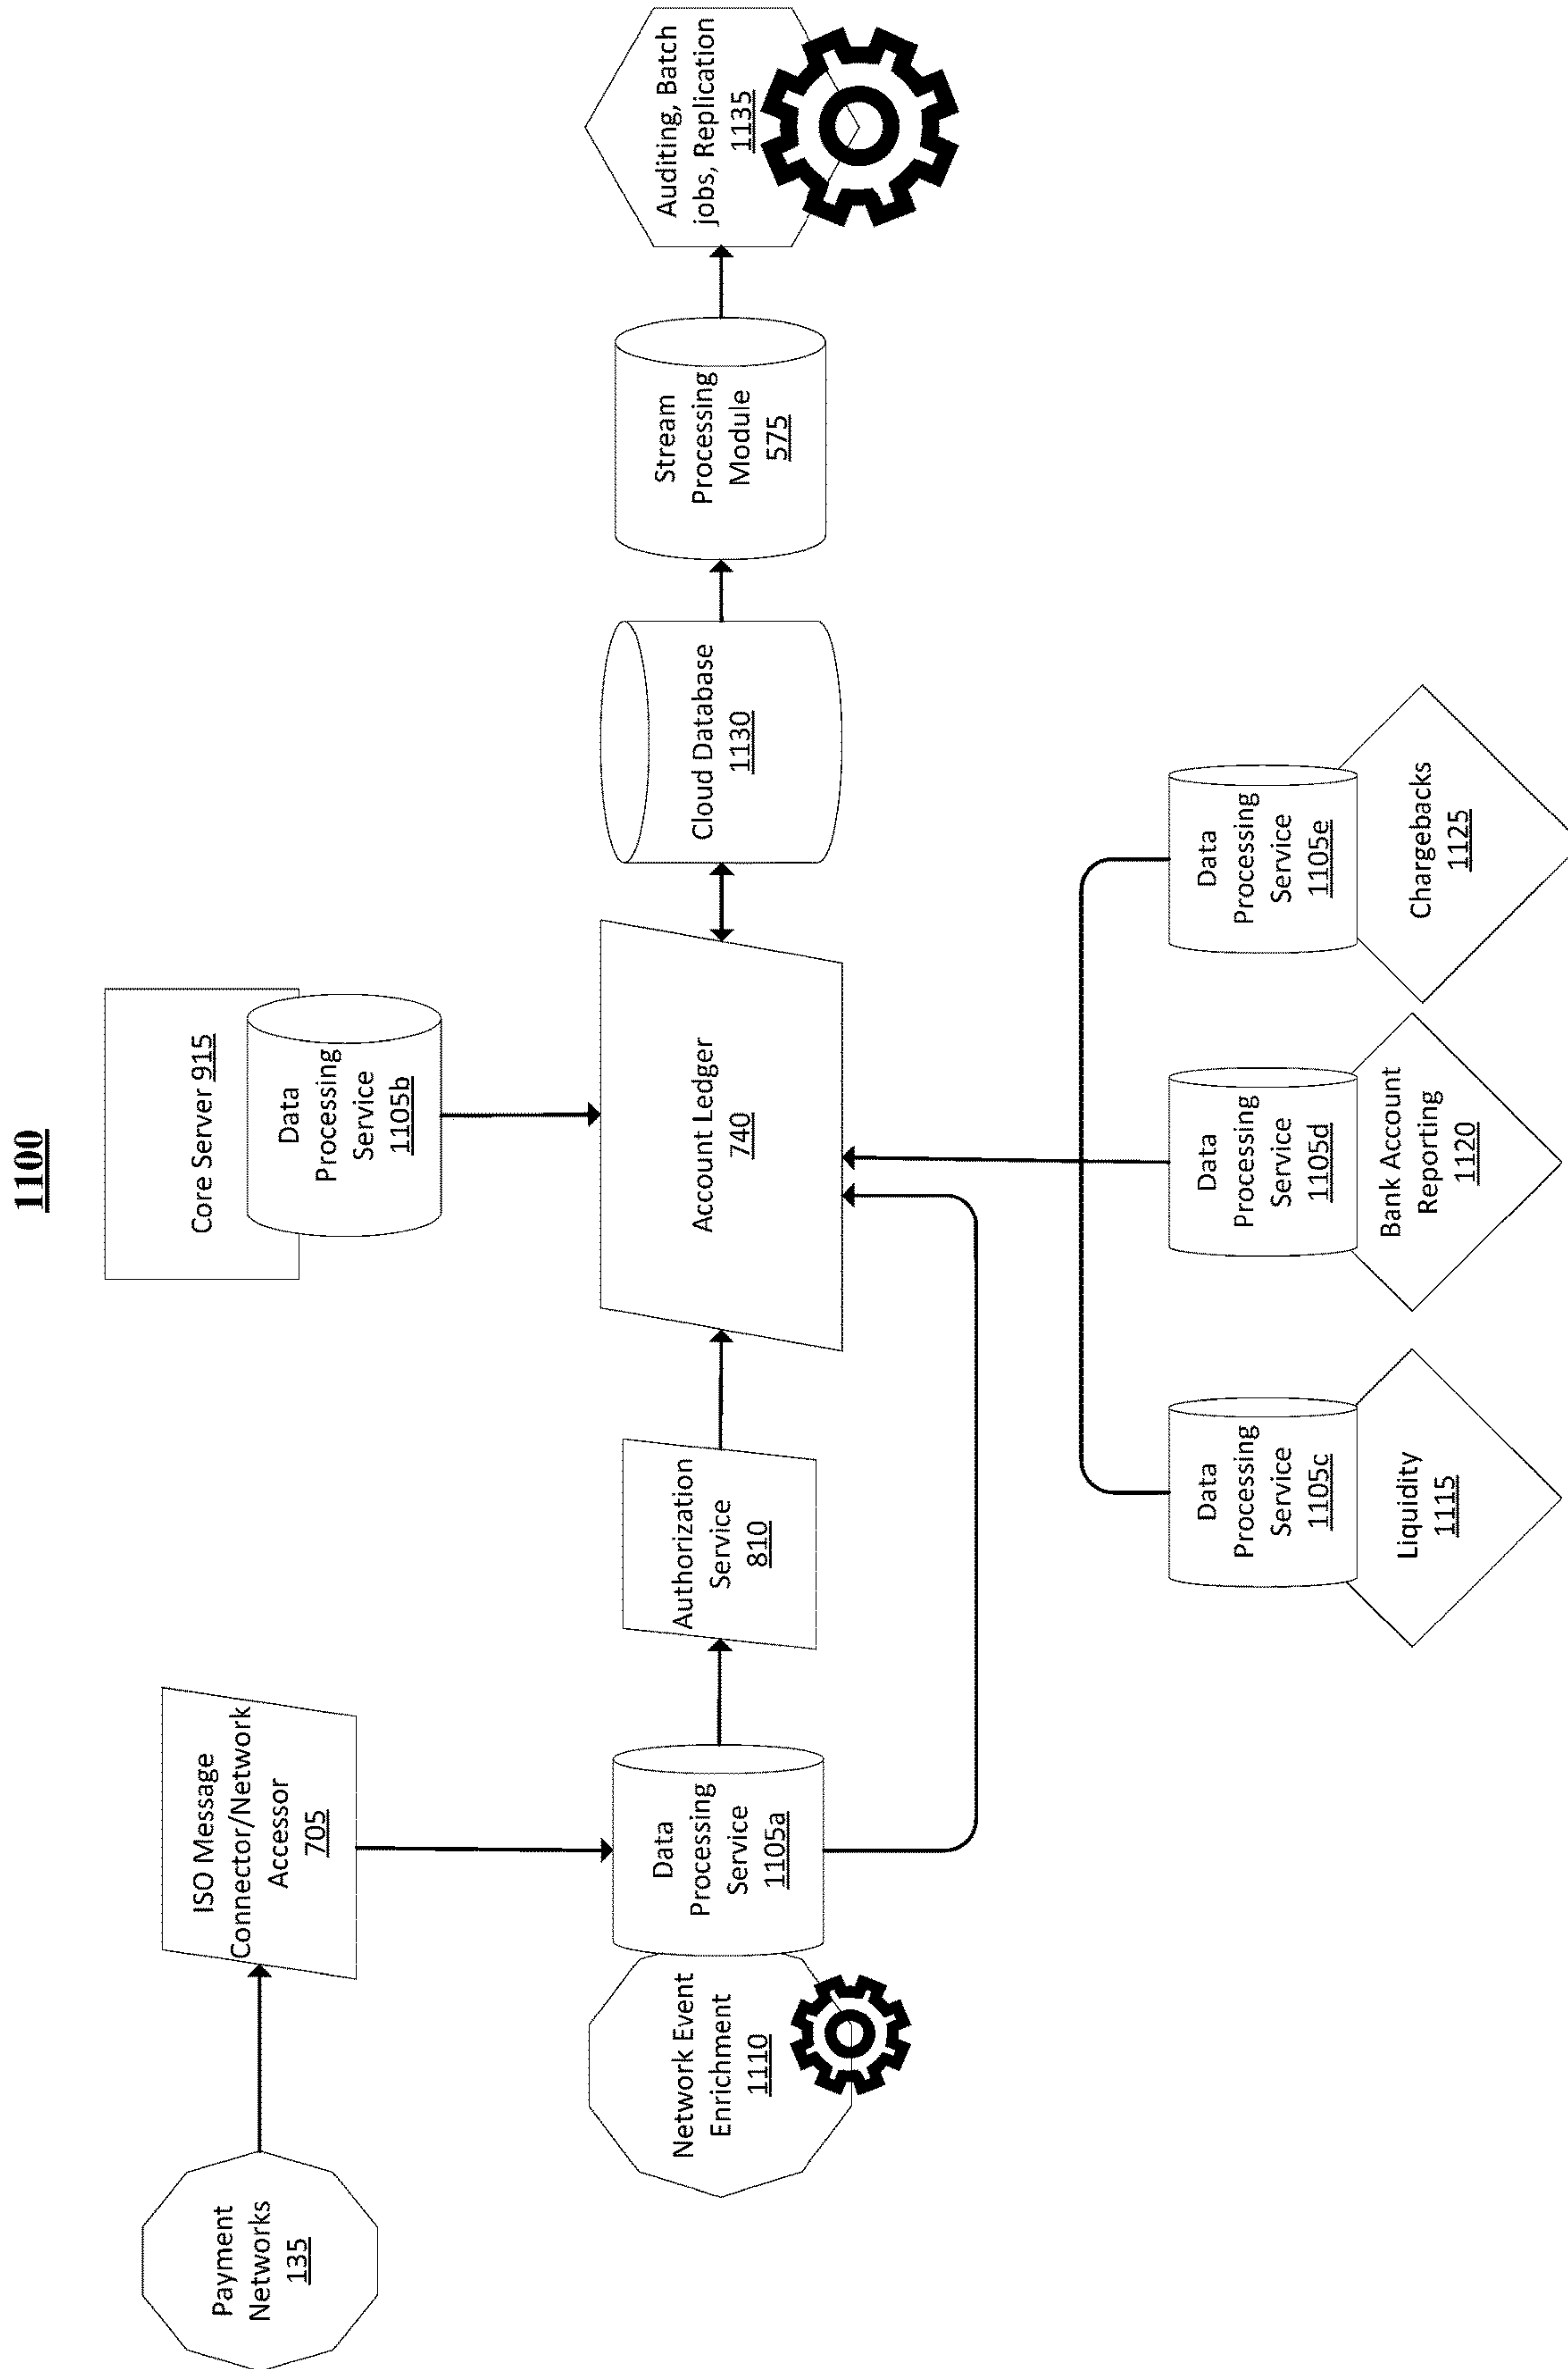 1100
Payment
Networks
135
ISO Message
Connector/Network
Accessor
705
Core Server 915
Data
Processing
Service
1105b
Network Event
Enrichment
1110
Data
Processing
Service
1105a
Authorization
Service
810
Account Ledger
740
Cloud Database
1130
Stream
Processing
Module
575
Auditing, Batch
jobs, Replication
1135
Data
Processing
Service
1105c
Liquidity
1115
Data
Processing
Service
1105d
Bank Account
Reporting
1120
Data
Processing
Service
1105e
Chargebacks
1125